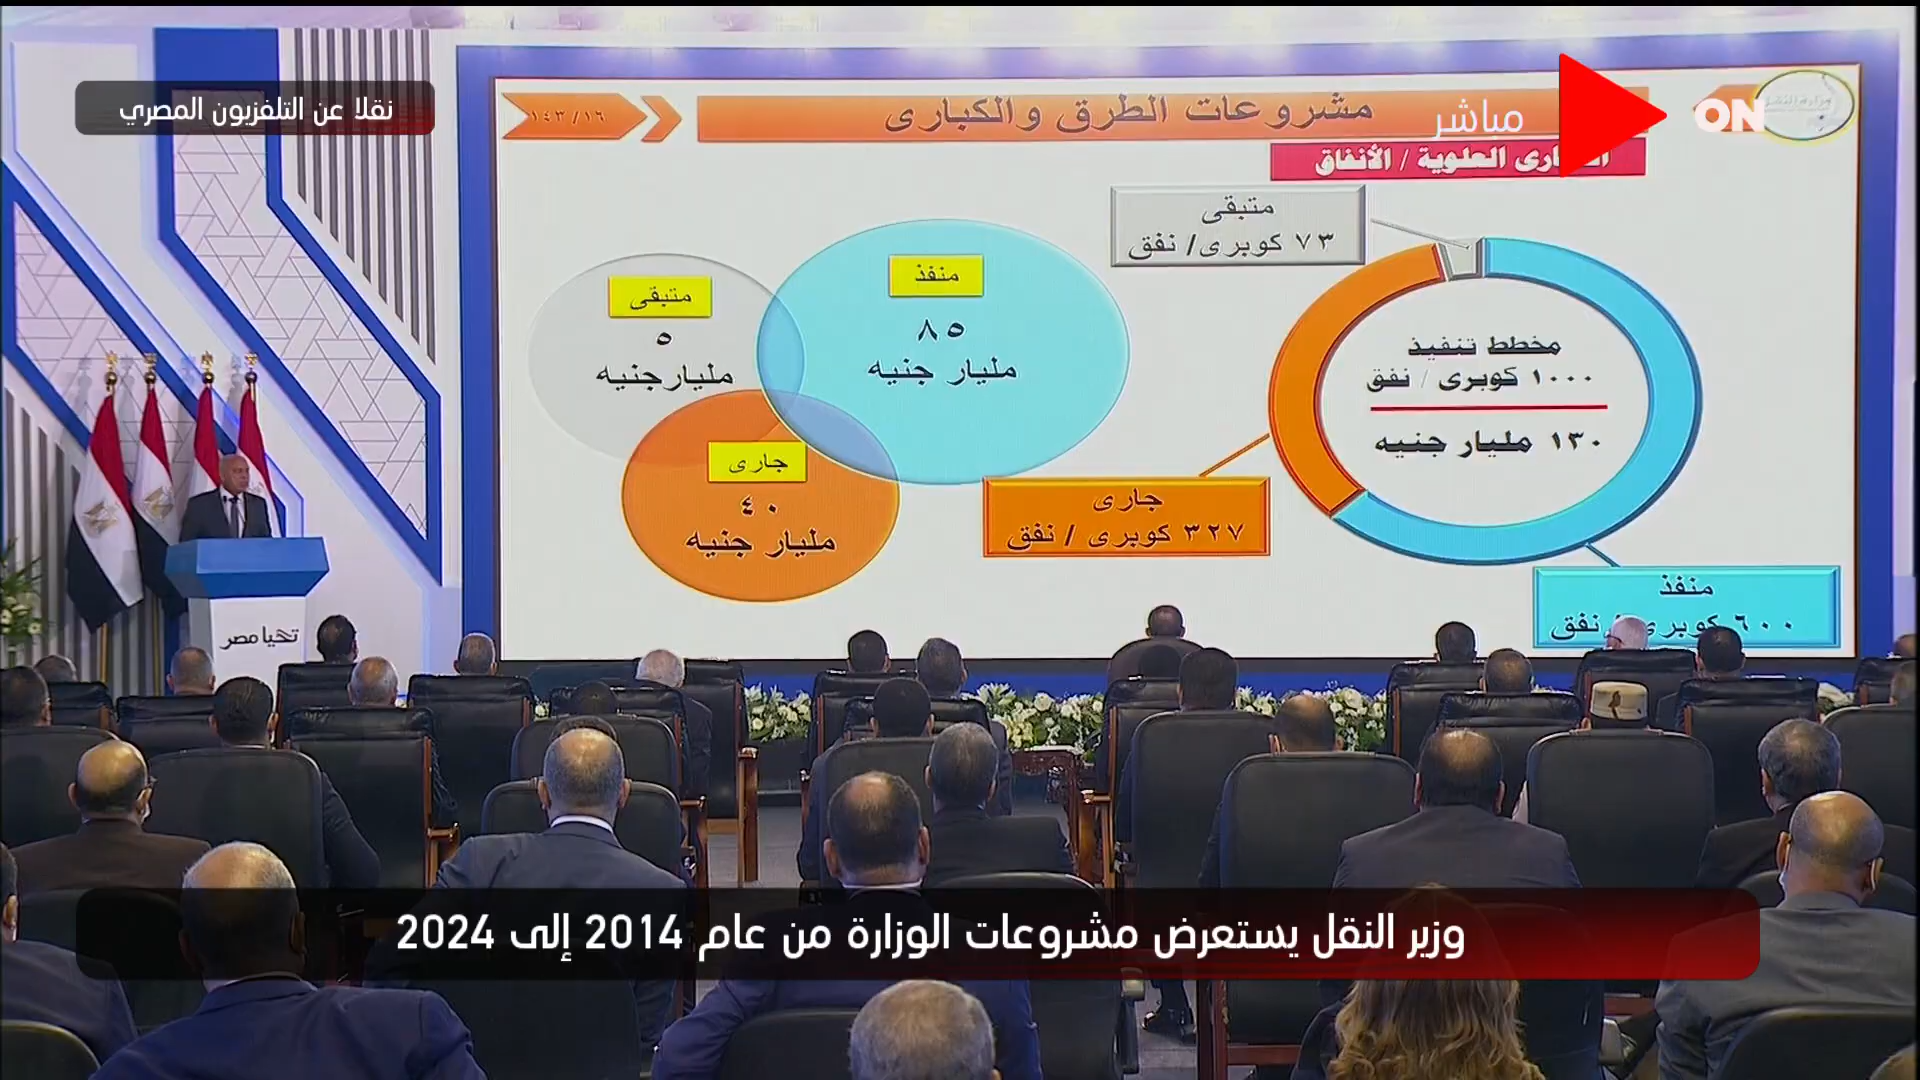 نقلا عن التلفزيون المصري
مباشر
ON
مشروعات الطرق والكبارى
١٤٣/١٦
العلوية / الأنفاق
متبقى
٧٣ كوبرى/ نفق
منفذ
٨٥
مليار جنيه
متبقى
٥
مليارجنيه
جارى
٤٠
مليار جنيه
مخطط تنفيذ
١٠٠٠ كوبرى / نفق
١٣٠ مليار جنيه
جارى
٣٢٧ كوبرى / نفق
منفذ
٦٠٠ كوبرى / نفق
تحيا مصر
وزير النقل يستعرض مشروعات الوزارة من عام 2014 إلى 2024